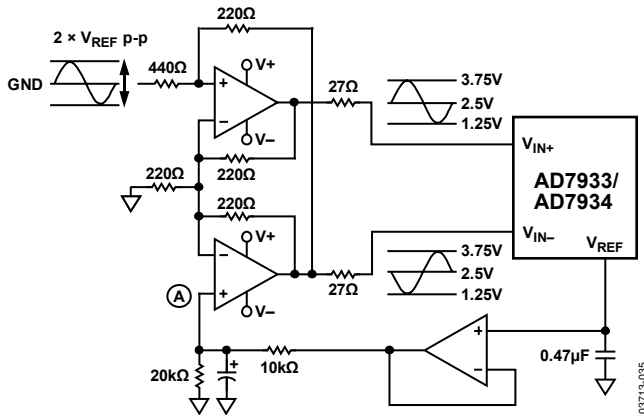 220Ω
2 × VREF p-p
440Ω
GND
V+
+
–
V–
27Ω
3.75V
2.5V
1.25V
220Ω
220Ω
220Ω
VIN+
AD7933/
AD7934
VIN–
VREF
V+
–
+
V–
A
27Ω
3.75V
2.5V
1.25V
+
–
0.47µF
+
20kΩ
10kΩ
03713-035